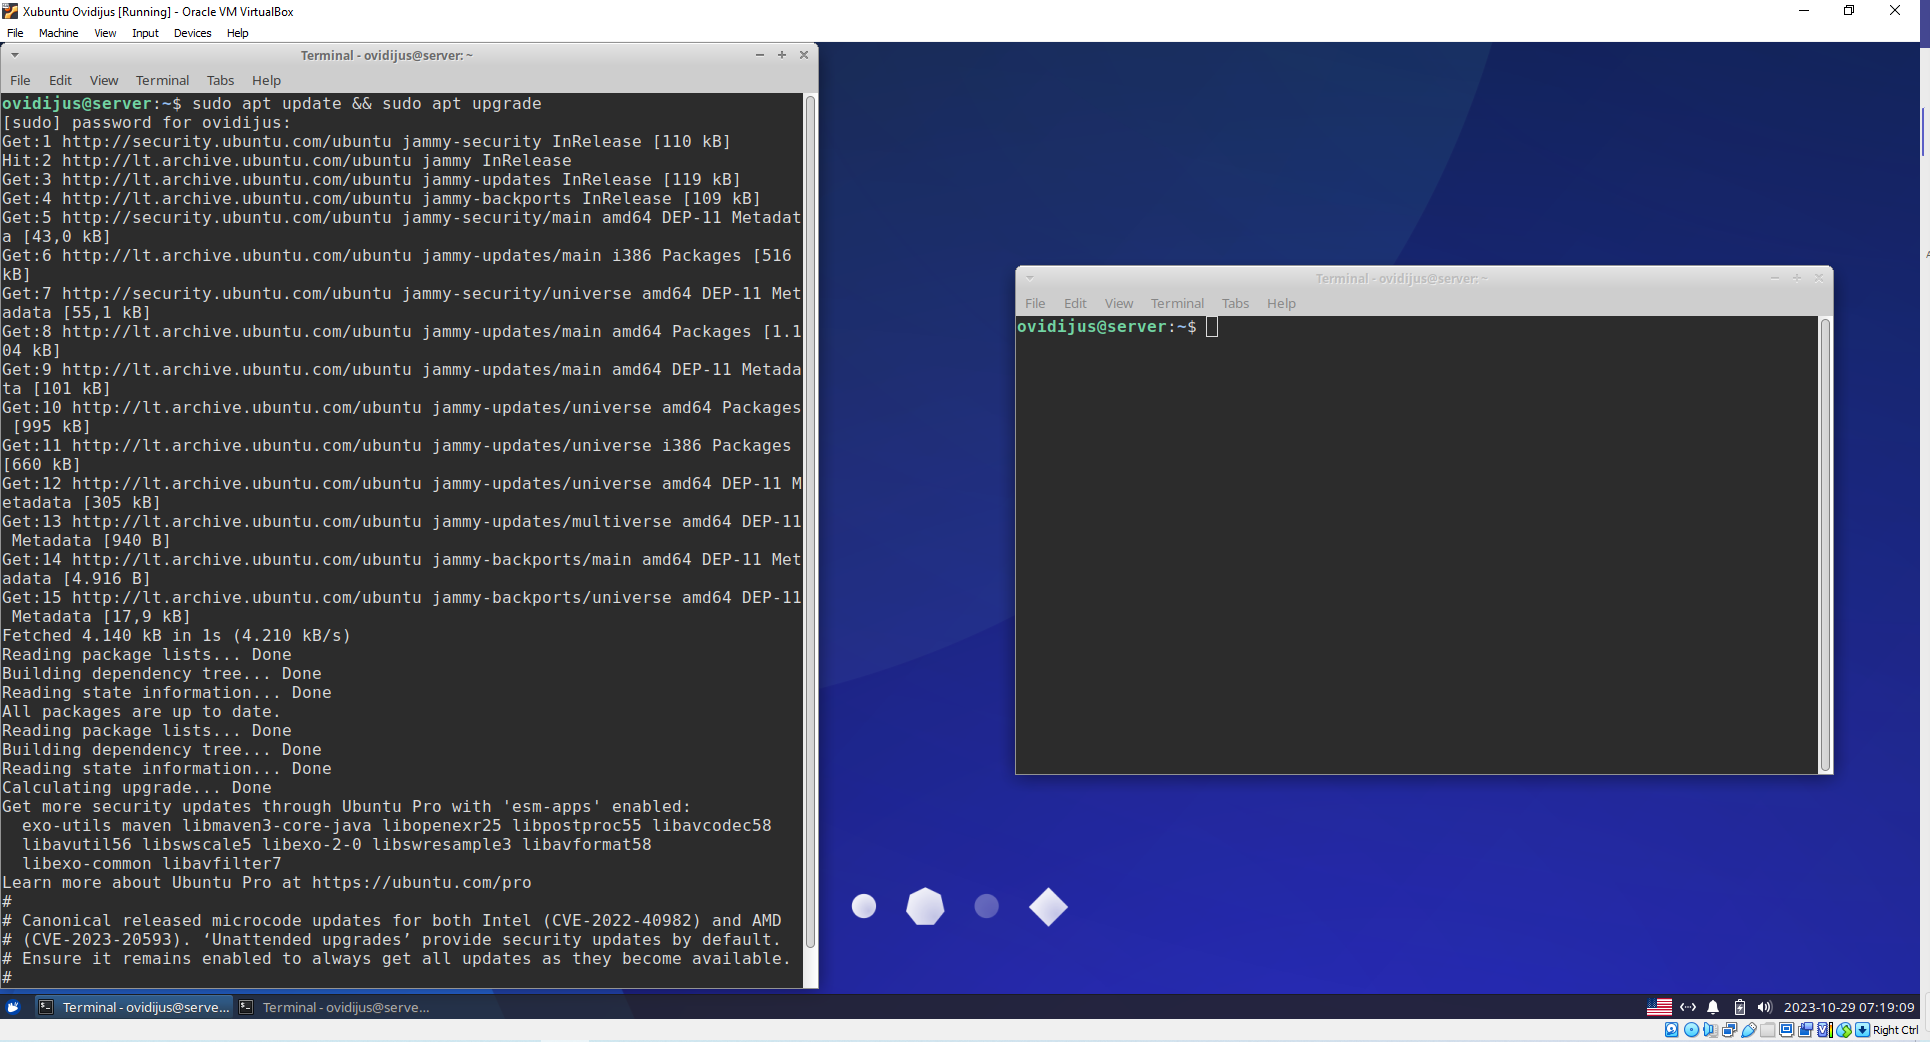 Xubuntu Ovidijus [Running] - Oracle VM VirtualBox
File Machine View Input Devices Help
Terminal - ovidijus@server: ~
File Edit View Terminal Tabs Help
ovidijus@server:~$ sudo apt update && sudo apt upgrade
[sudo] password for ovidijus:
Get:1 http://security.ubuntu.com/ubuntu jammy-security InRelease [110 kB]
Hit:2 http://lt.archive.ubuntu.com/ubuntu jammy InRelease
Get:3 http://lt.archive.ubuntu.com/ubuntu jammy-updates InRelease [119 kB]
Get:4 http://lt.archive.ubuntu.com/ubuntu jammy-backports InRelease [109 kB]
Get:5 http://security.ubuntu.com/ubuntu jammy-security/main amd64 DEP-11 Metadat
a [43,0 kB]
Get:6 http://lt.archive.ubuntu.com/ubuntu jammy-updates/main i386 Packages [516
kB]
Get:7 http://security.ubuntu.com/ubuntu jammy-security/universe amd64 DEP-11 Met
adata [55,1 kB]
Get:8 http://lt.archive.ubuntu.com/ubuntu jammy-updates/main amd64 Packages [1.1
04 kB]
Get:9 http://lt.archive.ubuntu.com/ubuntu jammy-updates/main amd64 DEP-11 Metada
ta [101 kB]
Get:10 http://lt.archive.ubuntu.com/ubuntu jammy-updates/universe amd64 Packages
[995 kB]
Get:11 http://lt.archive.ubuntu.com/ubuntu jammy-updates/universe i386 Packages
[660 kB]
Get:12 http://lt.archive.ubuntu.com/ubuntu jammy-updates/universe amd64 DEP-11 M
etadata [305 kB]
Get:13 http://lt.archive.ubuntu.com/ubuntu jammy-updates/multiverse amd64 DEP-11
Metadata [940 B]
Get:14 http://lt.archive.ubuntu.com/ubuntu jammy-backports/main amd64 DEP-11 Met
adata [4.916 B]
Get:15 http://lt.archive.ubuntu.com/ubuntu jammy-backports/universe amd64 DEP-11
Metadata [17,9 kB]
Fetched 4.140 kB in 1s (4.210 kB/s)
Reading package lists... Done
Building dependency tree... Done
Reading state information... Done
All packages are up to date.
Reading package lists... Done
Building dependency tree... Done
Reading state information... Done
Calculating upgrade... Done
Get more security updates through Ubuntu Pro with 'esm-apps' enabled:
exo-utils maven libmaven3-core-java libopenexr25 libpostproc55 libavcodec58
libavutil56 libswscale5 libexo-2-0 libswresample3 libavformat58
libexo-common libavfilter7
Learn more about Ubuntu Pro at https://ubuntu.com/pro
#
# Canonical released microcode updates for both Intel (CVE-2022-40982) and AMD
# (CVE-2023-20593). ‘Unattended upgrades’ provide security updates by default.
# Ensure it remains enabled to always get all updates as they become available.
#
Terminal - ovidijus@server: ~
File Edit View Terminal Tabs Help
ovidijus@server:~$
Terminal - ovidijus@serve... Terminal - ovidijus@serve...
2023-10-29 07:19:09
Right Ctrl